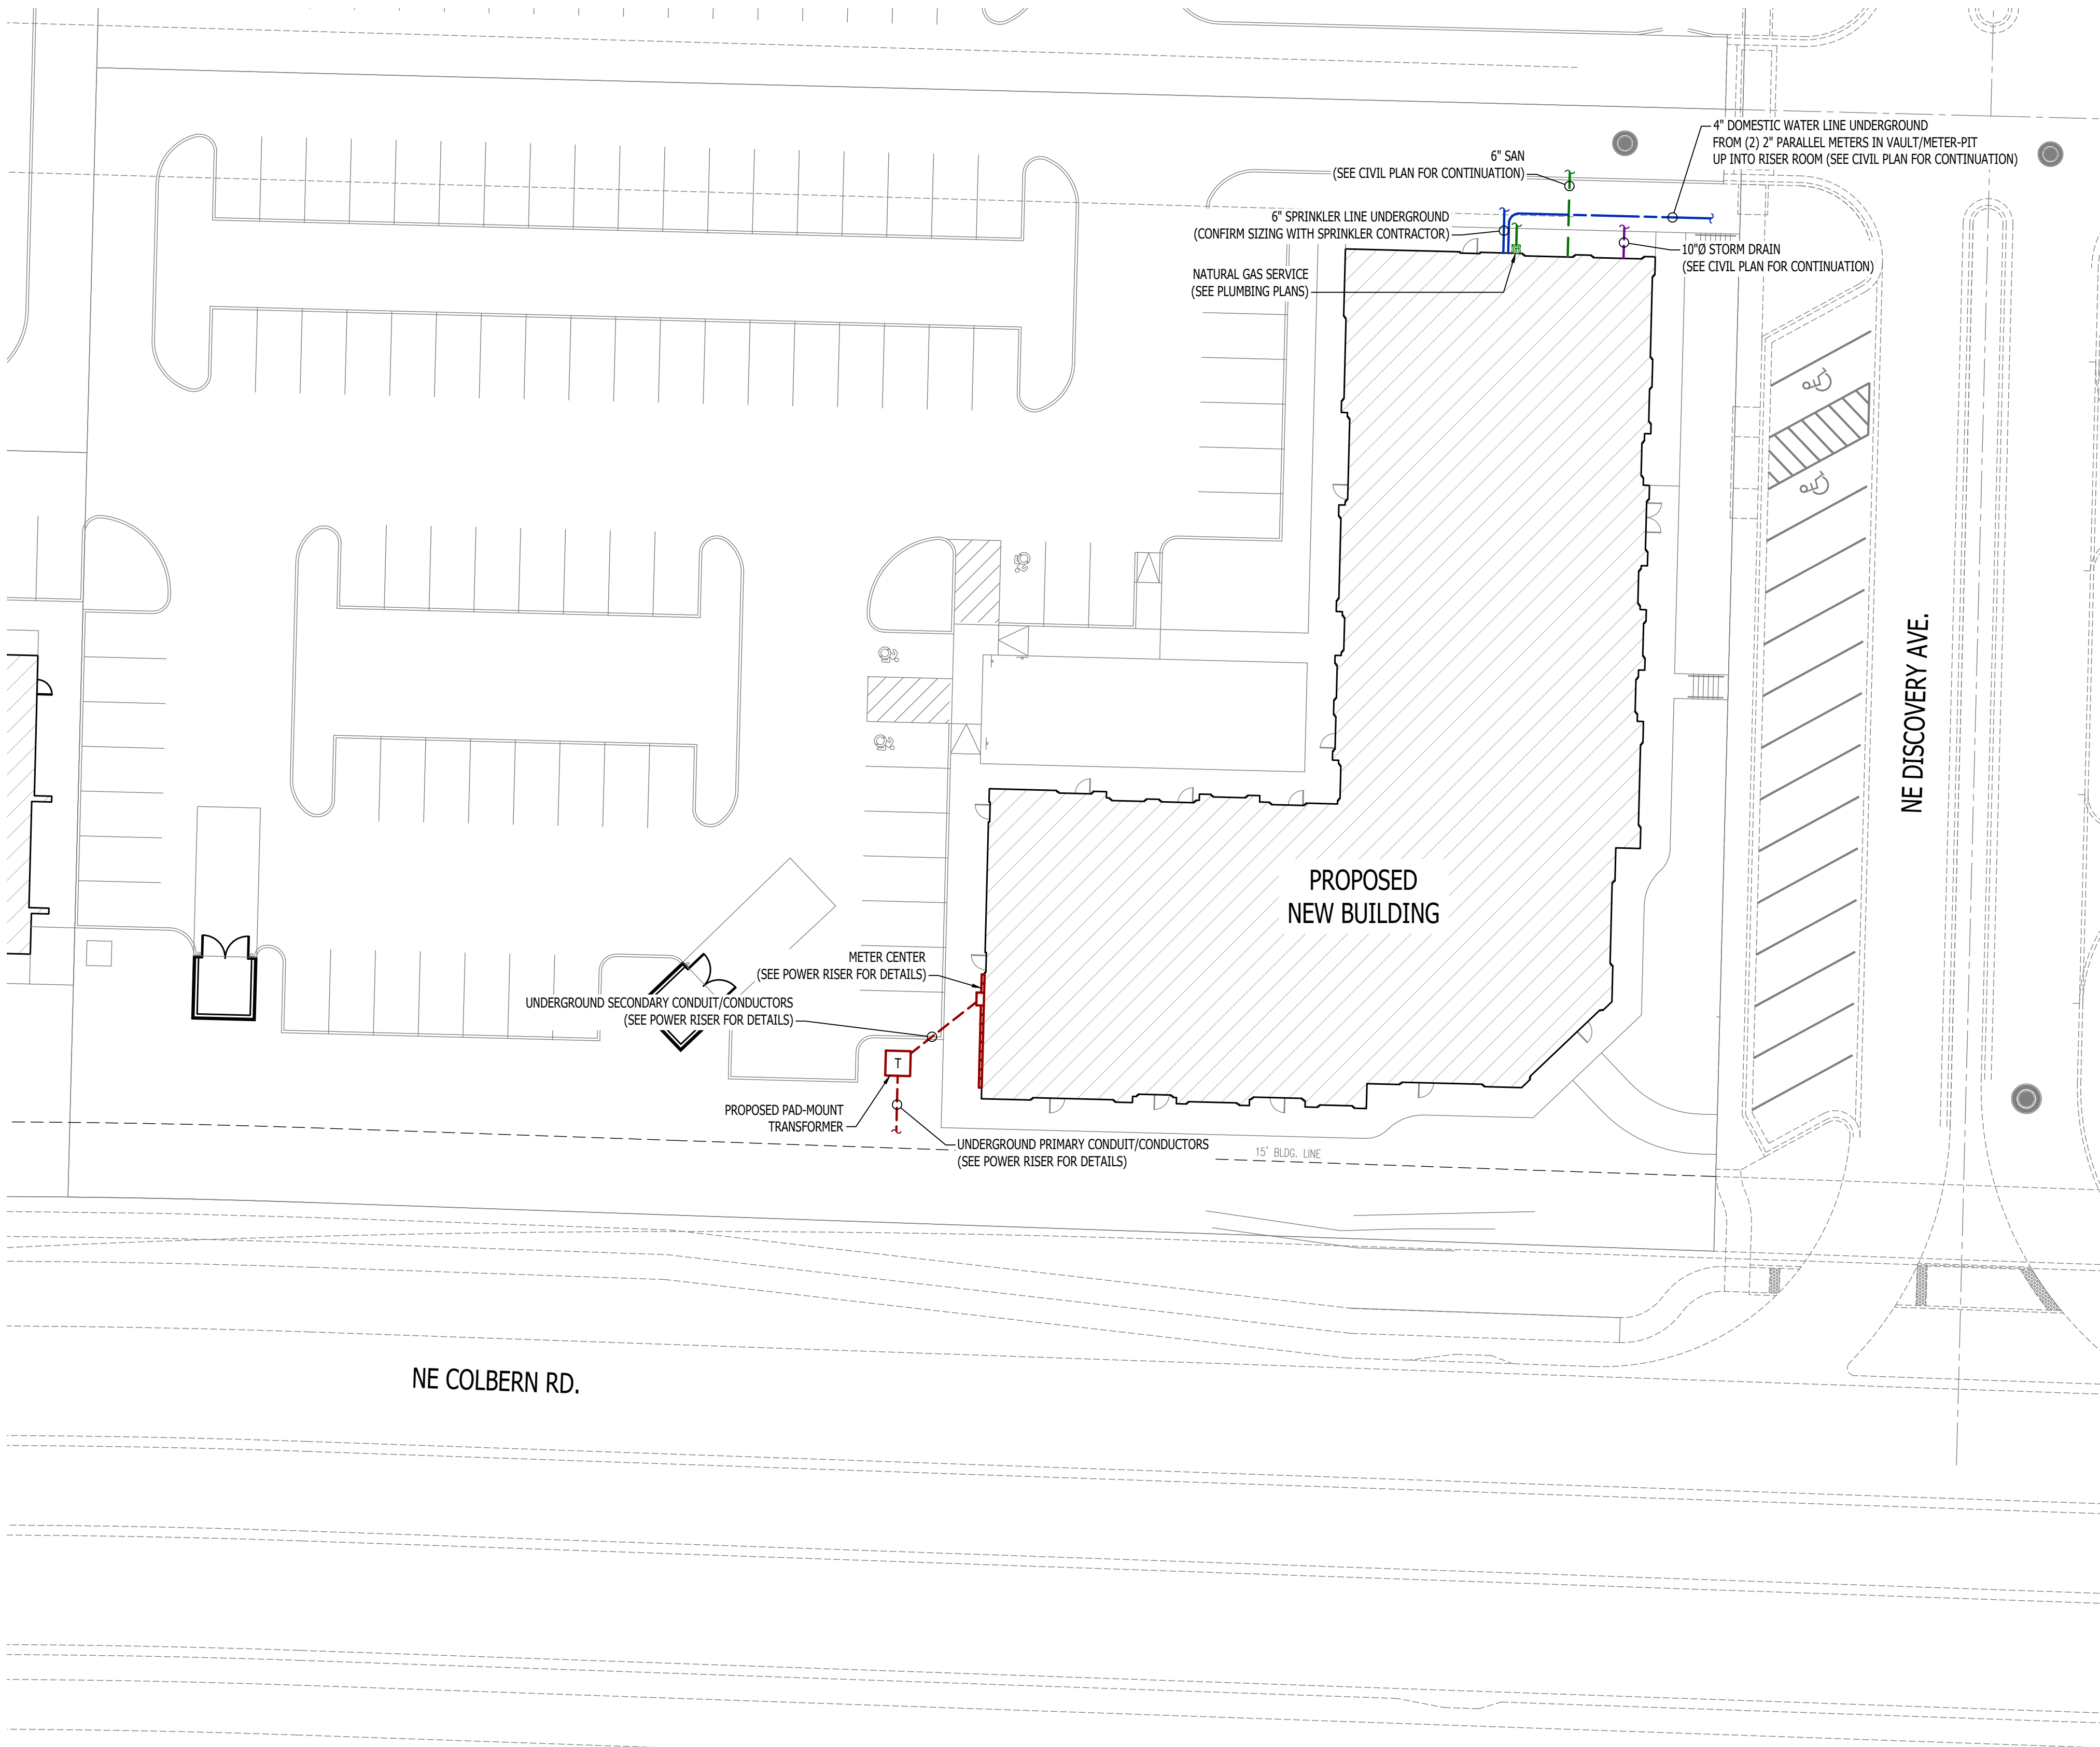 4" DOMESTIC WATER LINE UNDERGROUND
FROM (2) 2" PARALLEL METERS IN VAULT/METER-PIT
UP INTO RISER ROOM (SEE CIVIL PLAN FOR CONTINUATION)
6" SAN
(SEE CIVIL PLAN FOR CONTINUATION)
6" SPRINKLER LINE UNDERGROUND
(CONFIRM SIZING WITH SPRINKLER CONTRACTOR)
10"Ø STORM DRAIN
(SEE CIVIL PLAN FOR CONTINUATION)
NATURAL GAS SERVICE
(SEE PLUMBING PLANS)
NE DISCOVERY AVE.
PROPOSED
NEW BUILDING
METER CENTER
(SEE POWER RISER FOR DETAILS)
UNDERGROUND SECONDARY CONDUIT/CONDUCTORS
(SEE POWER RISER FOR DETAILS)
T
PROPOSED PAD-MOUNT
TRANSFORMER
UNDERGROUND PRIMARY CONDUIT/CONDUCTORS
(SEE POWER RISER FOR DETAILS)
15' BLDG. LINE
NE COLBERN RD.